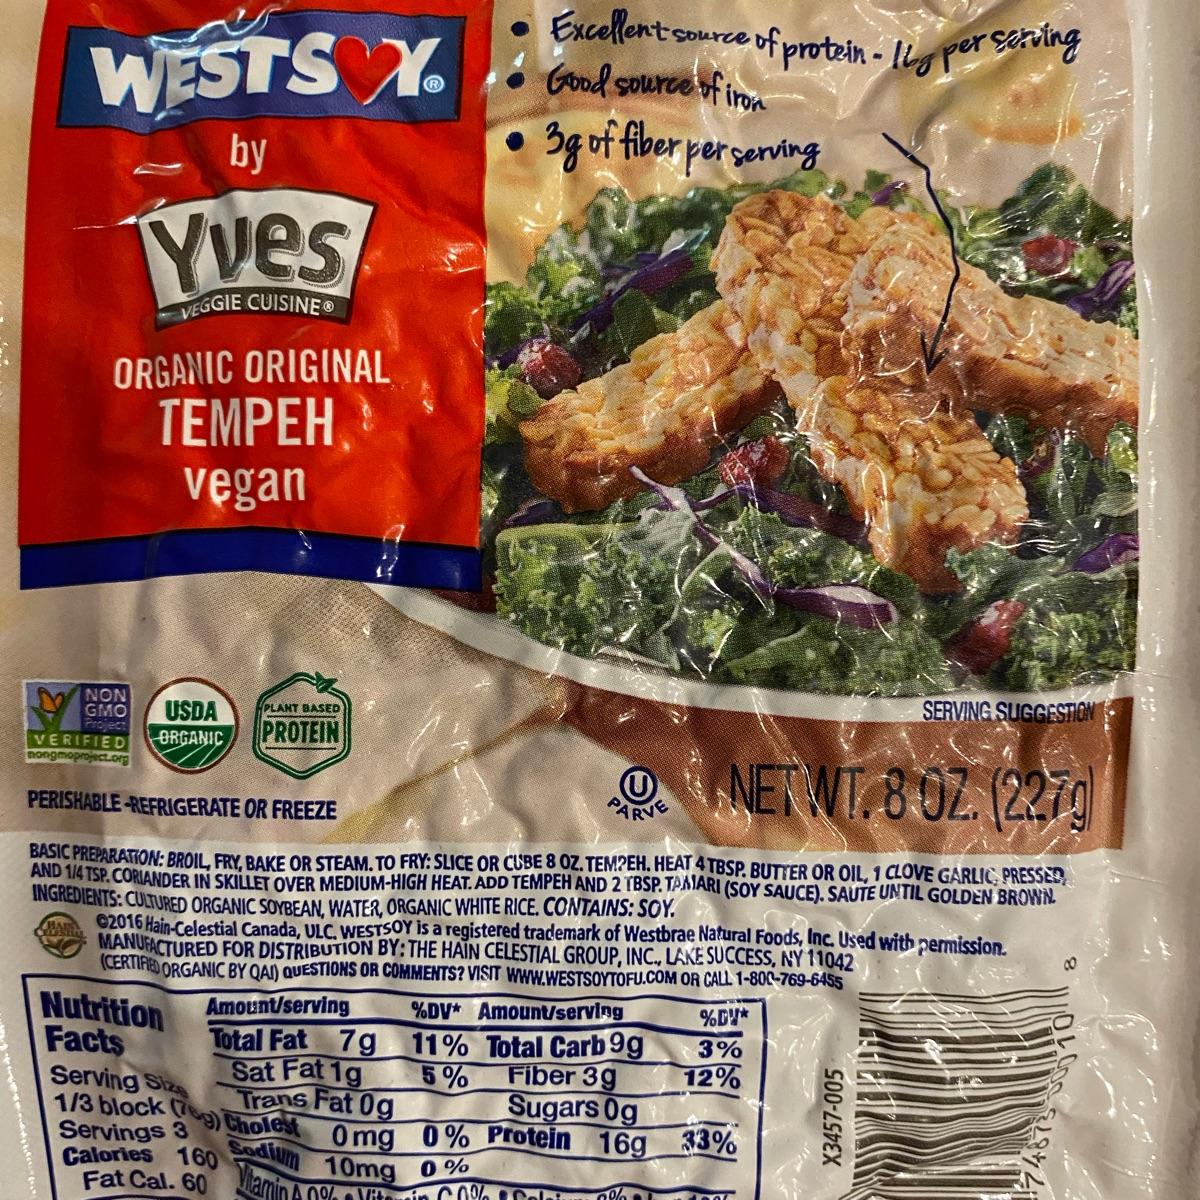 WESTSOY®
by
Yves
VEGGIE CUISINE®
ORGANIC ORIGINAL
TEMPEH
vegan
• Excellent source of protein - 16g per serving
• Good source of iron
• 3g of fiber per serving
NON
GMO
Project
VERIFIED
nongmoproject.org
USDA
ORGANIC
PLANT BASED
PROTEIN
SERVING SUGGESTION
PERISHABLE - REFRIGERATE OR FREEZE
U
PARVE
NET WT. 8 OZ. (227g)
BASIC PREPARATION: BROIL, FRY, BAKE OR STEAM. TO FRY: SLICE OR CUBE 8 OZ. TEMPEH. HEAT 4 TBSP. BUTTER OR OIL, 1 CLOVE GARLIC, PRESSED,
AND 1/4 TSP. CORIANDER IN SKILLET OVER MEDIUM-HIGH HEAT. ADD TEMPEH AND 2 TBSP. TAMARI (SOY SAUCE). SAUTE UNTIL GOLDEN BROWN.
INGREDIENTS: CULTURED ORGANIC SOYBEAN, WATER, ORGANIC WHITE RICE. CONTAINS: SOY.
HAIN CELESTIAL
©2016 Hain-Celestial Canada, ULC. WESTSOY is a registered trademark of Westbrae Natural Foods, Inc. Used with permission.
MANUFACTURED FOR DISTRIBUTION BY: THE HAIN CELESTIAL GROUP, INC., LAKE SUCCESS, NY 11042
(CERTIFIED ORGANIC BY QAI) QUESTIONS OR COMMENTS? VISIT WWW.WESTSOYTOFU.COM OR CALL 1-800-769-6455
Nutrition
Facts
Serving Size
1/3 block (76g)
Servings 3
Calories 160
Fat Cal. 60
Amount/serving %DV* Amount/serving %DV*
Total Fat 7g 11% Total Carb 9g 3%
Sat Fat 1g 5% Fiber 3g 12%
Trans Fat 0g Sugars 0g
Cholest 0mg 0% Protein 16g 33%
Sodium 10mg 0%
Vitamin A 0% • Vitamin C 0% • Calcium 8% •
X3457-005
8